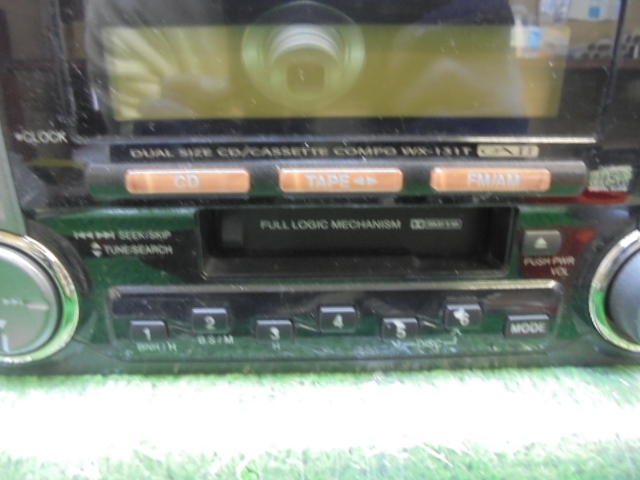 CLOCK
DUAL SIZE CD/CASSETTE COMPO WX-131T
CD TAPE ◄► FM/AM
FULL LOGIC MECHANISM
SEEK/SKIP
TUNE/SEARCH
PUSH PWR
VOL
1 2 3 4 5 6 MODE
B.S/M
DISC